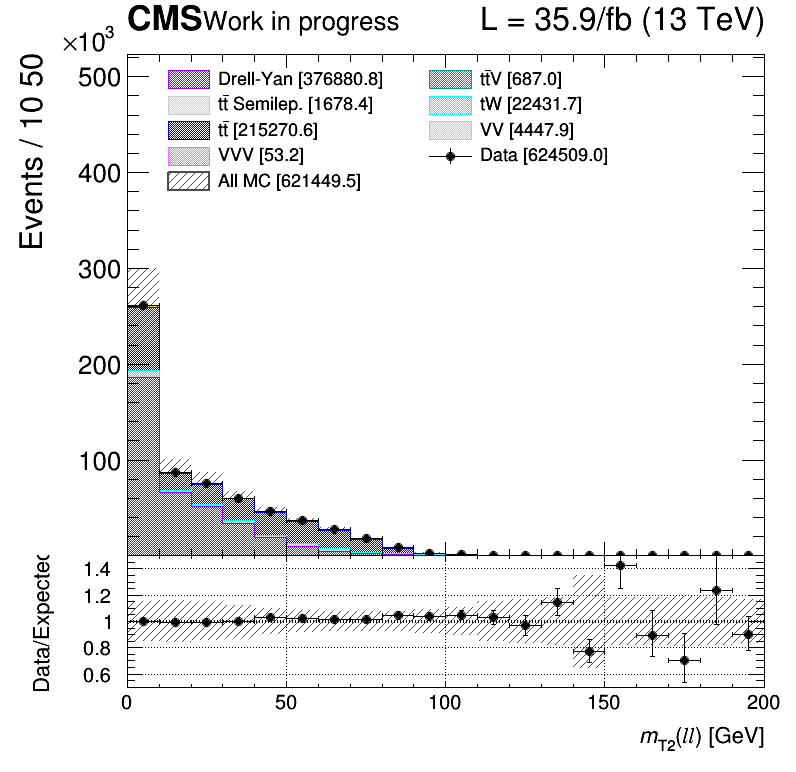 CMS Work in progress L = 35.9/fb (13 TeV)
×10³
Events / 10 50
500
400
300
200
100
Drell-Yan [376880.8]
tt̄ Semilep. [1678.4]
tt̄ [215270.6]
VVV [53.2]
All MC [621449.5]
tt̄V [687.0]
tW [22431.7]
VV [4447.9]
Data [624509.0]
Data/Expected
1.4
1.2
1
0.8
0.6
0 50 100 150 200
m_T2(ll) [GeV]